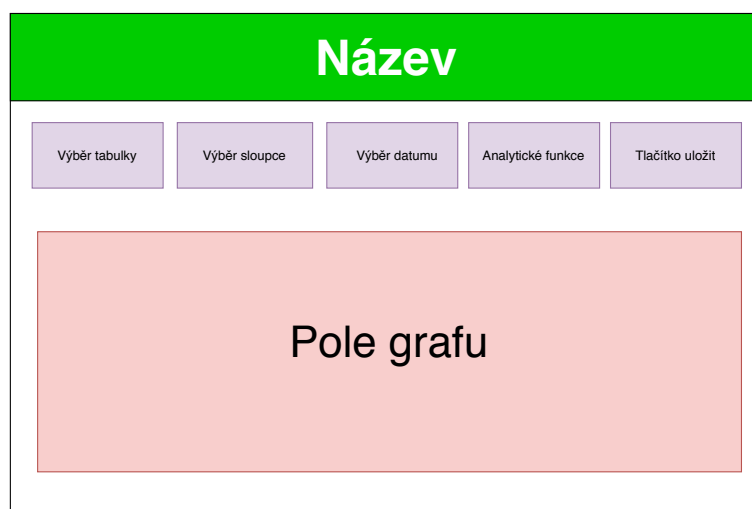 Název
Výběr tabulky
Výběr sloupce
Výběr datumu
Analytické funkce
Tlačítko uložit
Pole grafu